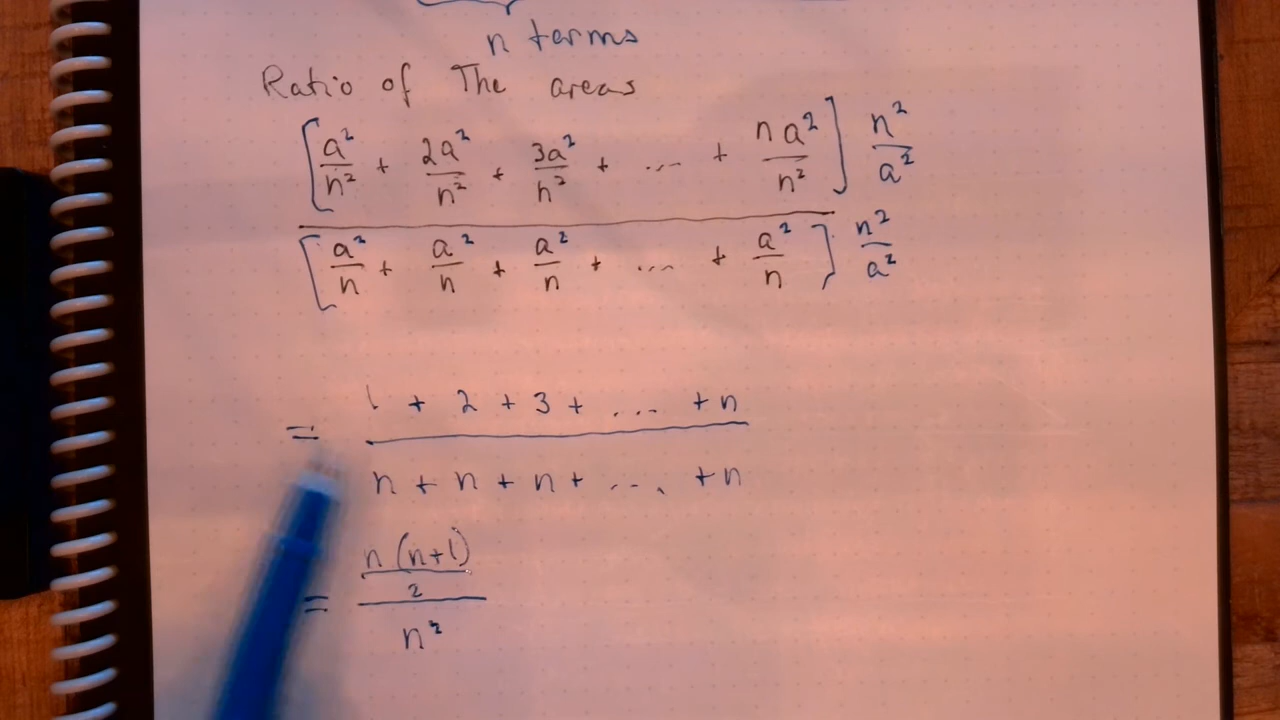 n terms
Ratio of The areas
[a²/n² + 2a²/n² + 3a²/n² + .... + na²/n²] n²/a²
[a²/n + a²/n + a²/n + .... + a²/n] n²/a²
= 1 + 2 + 3 + .... + n
n + n + n + .... + n
= n(n+1)/2
n²